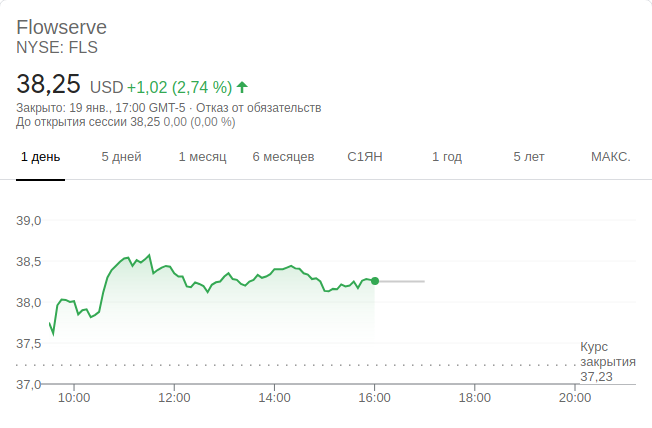 Flowserve
NYSE: FLS
38,25 USD +1,02 (2,74 %)
Закрыто: 19 янв., 17:00 GMT-5 · Отказ от обязательств
До открытия сессии 38,25 0,00 (0,00 %)
1 день 5 дней 1 месяц 6 месяцев С1ЯН 1 год 5 лет МАКС.
39,0
38,5
38,0
37,5
Курс
закрытия
37,23
37,0
10:00 12:00 14:00 16:00 18:00 20:00